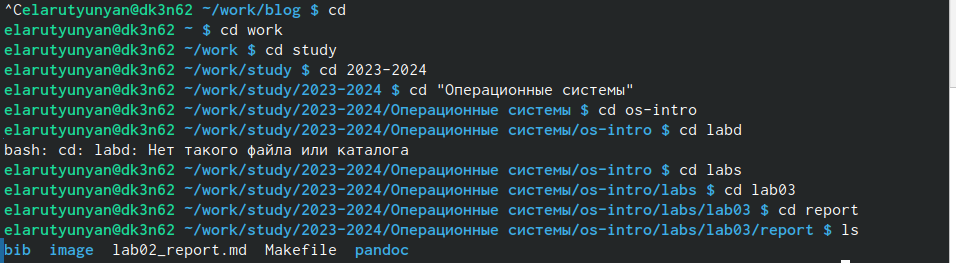 ^Celarutyunyan@dk3n62 ~/work/blog $ cd
elarutyunyan@dk3n62 ~ $ cd work
elarutyunyan@dk3n62 ~/work $ cd study
elarutyunyan@dk3n62 ~/work/study $ cd 2023-2024
elarutyunyan@dk3n62 ~/work/study/2023-2024 $ cd "Операционные системы"
elarutyunyan@dk3n62 ~/work/study/2023-2024/Операционные системы $ cd os-intro
elarutyunyan@dk3n62 ~/work/study/2023-2024/Операционные системы/os-intro $ cd labd
bash: cd: labd: Нет такого файла или каталога
elarutyunyan@dk3n62 ~/work/study/2023-2024/Операционные системы/os-intro $ cd labs
elarutyunyan@dk3n62 ~/work/study/2023-2024/Операционные системы/os-intro/labs $ cd lab03
elarutyunyan@dk3n62 ~/work/study/2023-2024/Операционные системы/os-intro/labs/lab03 $ cd report
elarutyunyan@dk3n62 ~/work/study/2023-2024/Операционные системы/os-intro/labs/lab03/report $ ls
bib image lab02_report.md Makefile pandoc